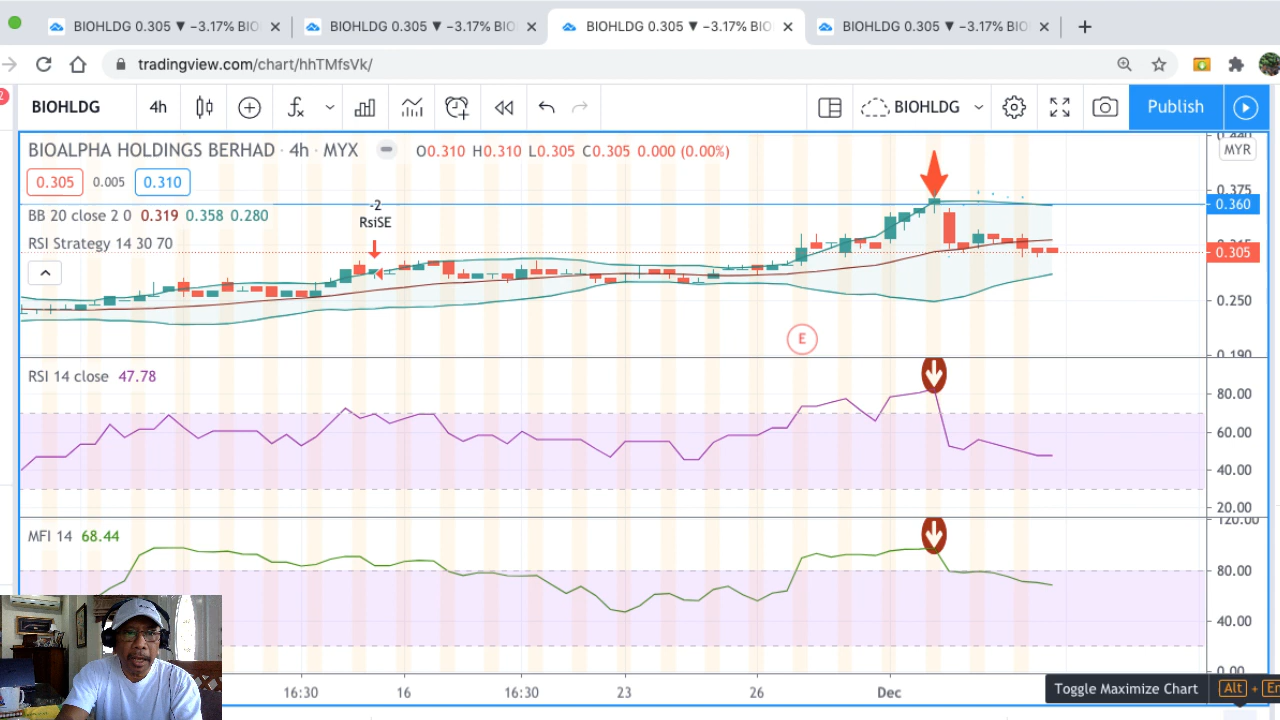 BIOHLDG 0.305 ▼ −3.17% BIO
BIOHLDG 0.305 ▼ −3.17% BIO
BIOHLDG 0.305 ▼ −3.17% BIO
BIOHLDG 0.305 ▼ −3.17% BIO
tradingview.com/chart/hhTMfsVk/
2
BIOHLDG 4h
BIOHLDG
Publish
BIOALPHA HOLDINGS BERHAD · 4h · MYX
O0.310 H0.310 L0.305 C0.305 0.000 (0.00%)
MYR
0.305 0.005 0.310
BB 20 close 2 0 0.319 0.358 0.280
RSI Strategy 14 30 70
-2
RsiSE
0.375
0.360
0.305
0.250
0.190
E
RSI 14 close 47.78
80.00
60.00
40.00
20.00
MFI 14 68.44
120.00
80.00
40.00
0.00
16:30 16 16:30 23 26 Dec
Toggle Maximize Chart Alt +